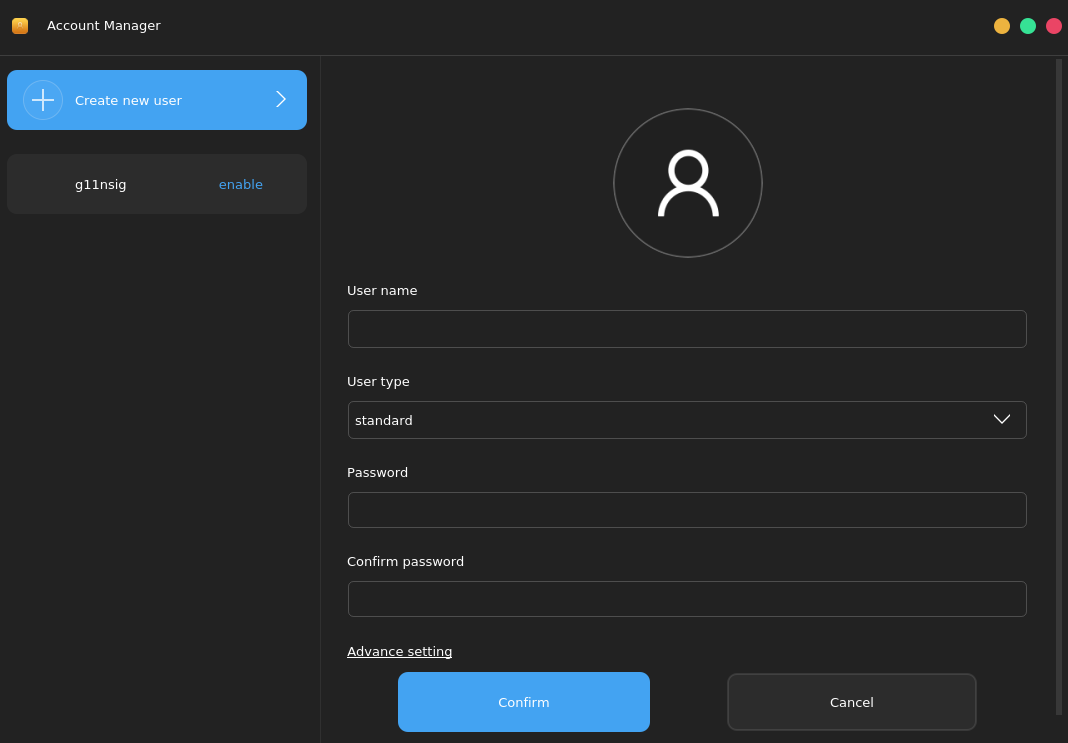 Account Manager
Create new user
g11nsig enable
User name
User type
standard
Password
Confirm password
Advance setting
Confirm Cancel